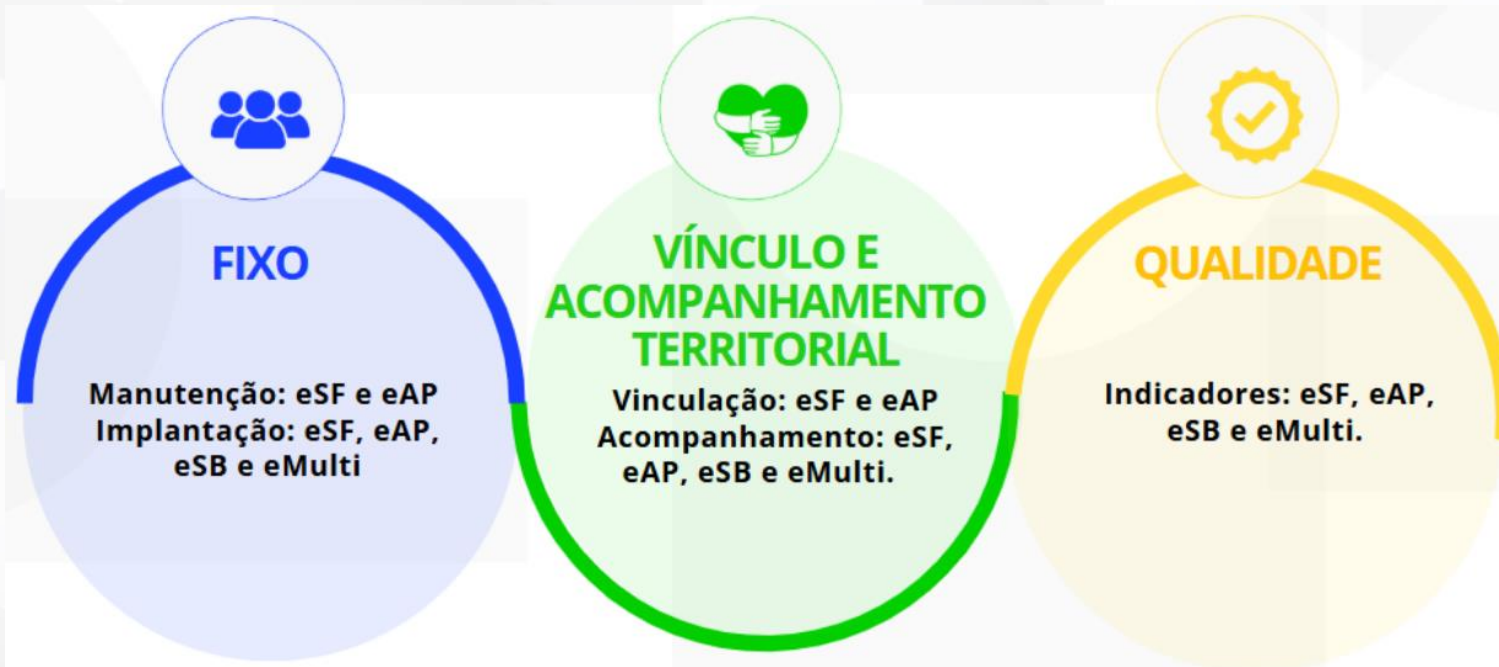 FIXO
Manutenção: eSF e eAP
Implantação: eSF, eAP,
eSB e eMulti
VÍNCULO E
ACOMPANHAMENTO
TERRITORIAL
Vinculação: eSF e eAP
Acompanhamento: eSF,
eAP, eSB e eMulti.
QUALIDADE
Indicadores: eSF, eAP,
eSB e eMulti.